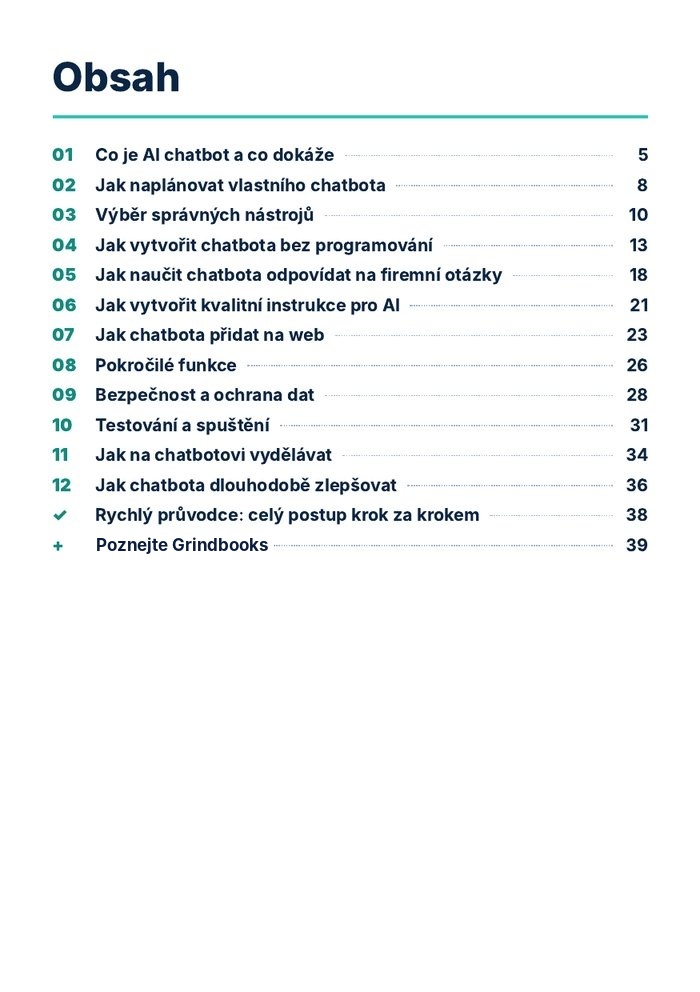 Obsah
01 Co je AI chatbot a co dokáže 5
02 Jak naplánovat vlastního chatbota 8
03 Výběr správných nástrojů 10
04 Jak vytvořit chatbota bez programování 13
05 Jak naučit chatbota odpovídat na firemní otázky 18
06 Jak vytvořit kvalitní instrukce pro AI 21
07 Jak chatbota přidat na web 23
08 Pokročilé funkce 26
09 Bezpečnost a ochrana dat 28
10 Testování a spuštění 31
11 Jak na chatbotovi vydělávat 34
12 Jak chatbota dlouhodobě zlepšovat 36
✓ Rychlý průvodce: celý postup krok za krokem 38
+ Poznejte Grindbooks 39